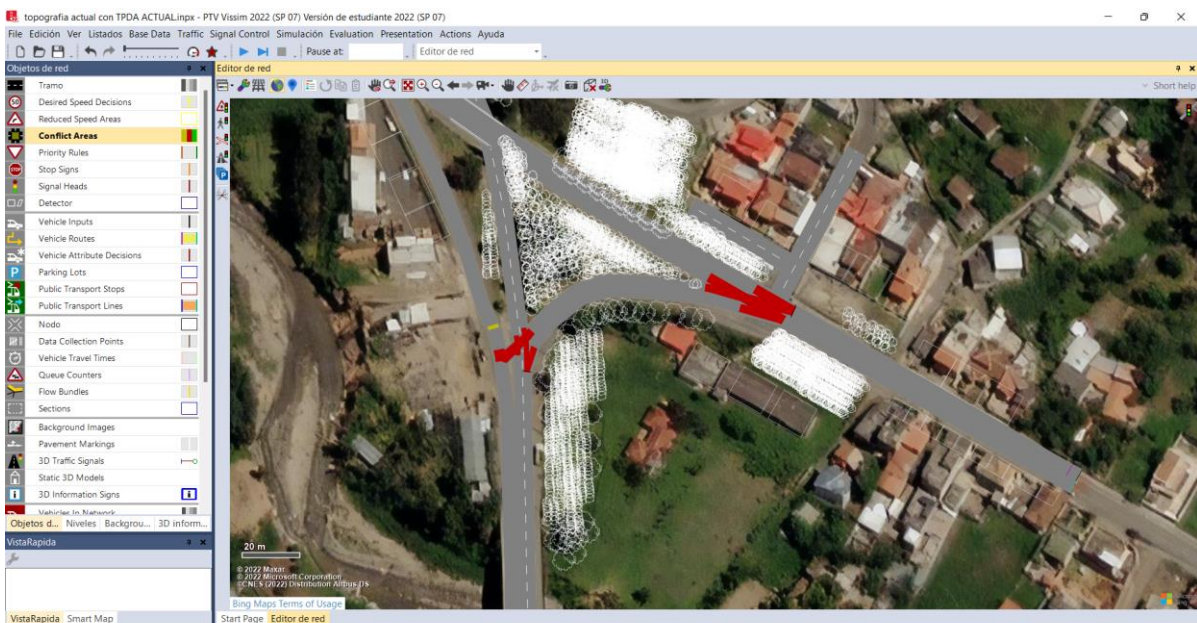 topografia actual con TPDA ACTUAL.inpx - PTV Vissim 2022 (SP 07) Versión de estudiante 2022 (SP 07)
File Edición Ver Listados Base Data Traffic Signal Control Simulación Evaluation Presentation Actions Ayuda
Pause at: Editor de red
Objetos de red
Editor de red
Short help
Tramo
Desired Speed Decisions
Reduced Speed Areas
Conflict Areas
Priority Rules
Stop Signs
Signal Heads
Detector
Vehicle Inputs
Vehicle Routes
Vehicle Attribute Decisions
Parking Lots
Public Transport Stops
Public Transport Lines
Nodo
Data Collection Points
Vehicle Travel Times
Queue Counters
Flow Bundles
Sections
Background Images
Pavement Markings
3D Traffic Signals
Static 3D Models
3D Information Signs
Vehicles In Network
Objetos d... Niveles Backgrou... 3D inform...
VistaRapida
VistaRapida Smart Map
20 m
© 2022 Maxar
© 2022 Microsoft Corporation
©CNES (2022) Distribution Airbus DS
Bing Maps Terms of Usage
Start Page Editor de red